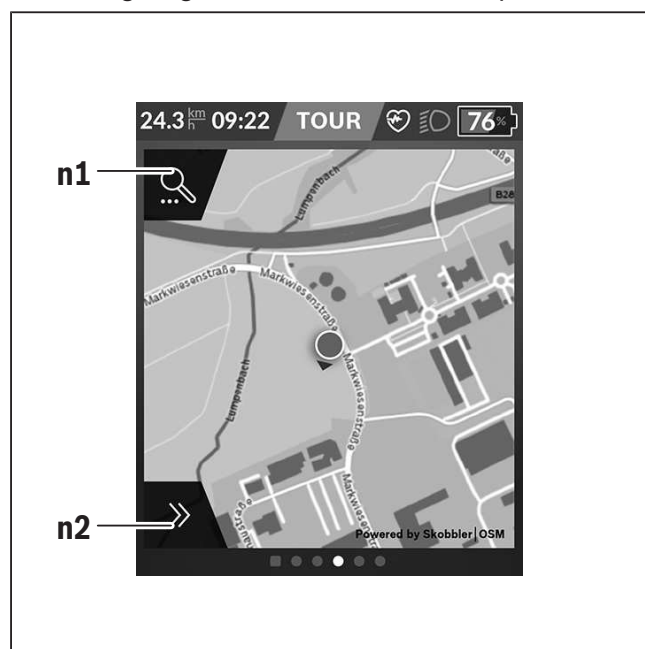 24.3 km/h 09:22 TOUR 76%
n1
Lumpenbach
B28
Markwiesenstraße
Markwiesenstraße
Lumpenbach
Markwiesenstraße
n2
Powered by Skobbler|OSM